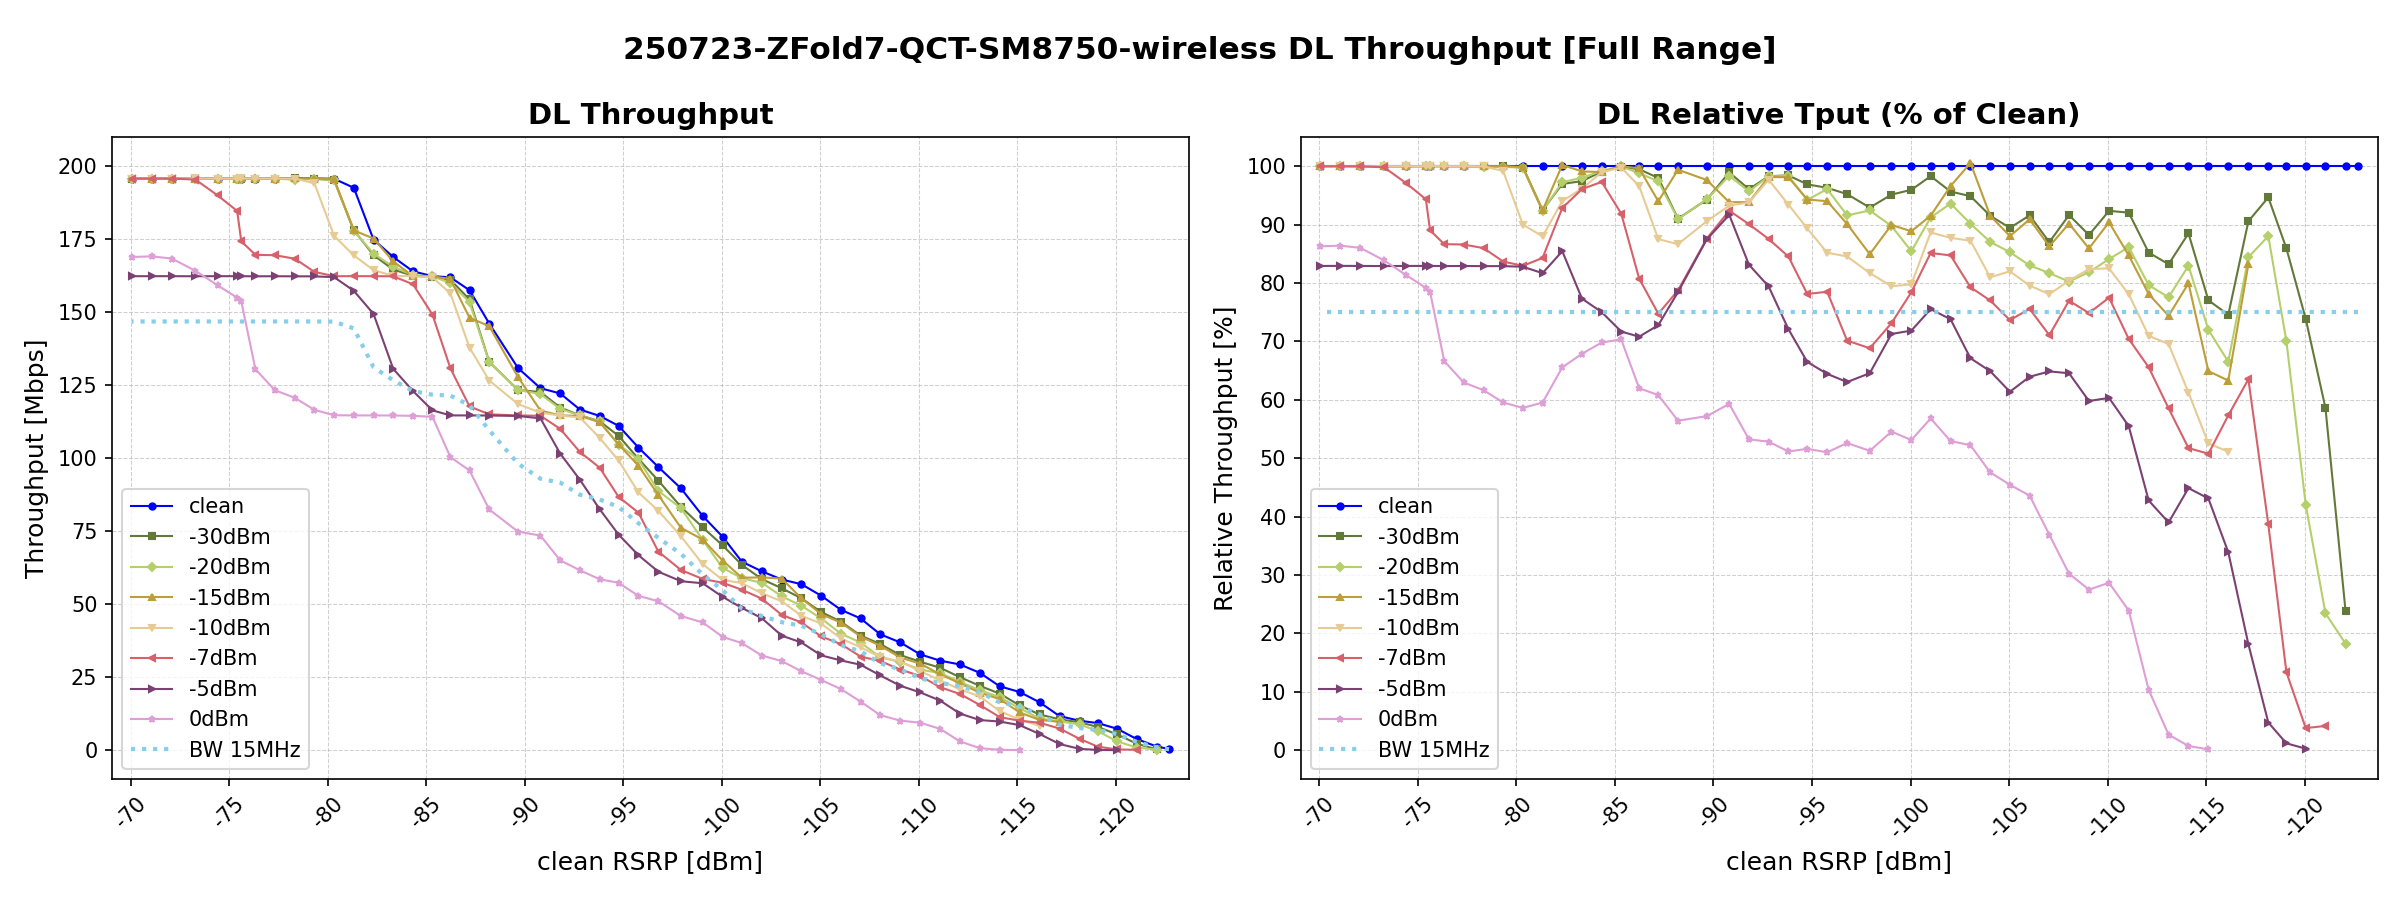 250723-ZFold7-QCT-SM8750-wireless DL Throughput [Full Range]
DL Throughput
Throughput [Mbps]
200
175
150
125
100
75
50
25
0
-70
-75
-80
-85
-90
-95
-100
-105
-110
-115
-120
clean RSRP [dBm]
clean
-30dBm
-20dBm
-15dBm
-10dBm
-7dBm
-5dBm
0dBm
BW 15MHz
DL Relative Tput (% of Clean)
Relative Throughput [%]
100
90
80
70
60
50
40
30
20
10
0
-70
-75
-80
-85
-90
-95
-100
-105
-110
-115
-120
clean RSRP [dBm]
clean
-30dBm
-20dBm
-15dBm
-10dBm
-7dBm
-5dBm
0dBm
BW 15MHz